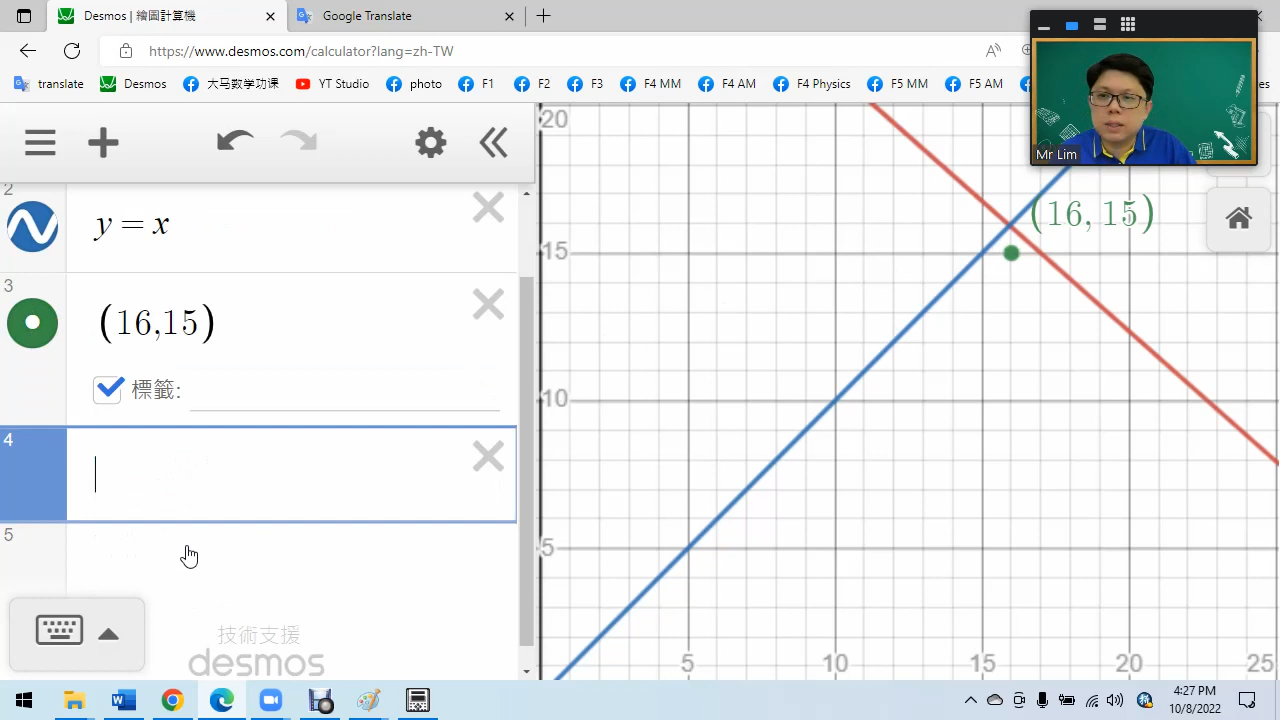 Desmos | 繪圖計算機
Google Translate
https://www.desmos.com/calculator?lang=zh-TW
translate
Desmos
大马数学功课
YT Studio
photo
F1
F2
F3
F4 MM
F4 AM
F4 Physics
F5 MM
F5 AM
Mr Lim
2
y = x
3
(16,15)
標籤:
4
5
技術支援
desmos
20
15
10
5
(16, 15)
5
10
15
20
25
4:27 PM
10/8/2022